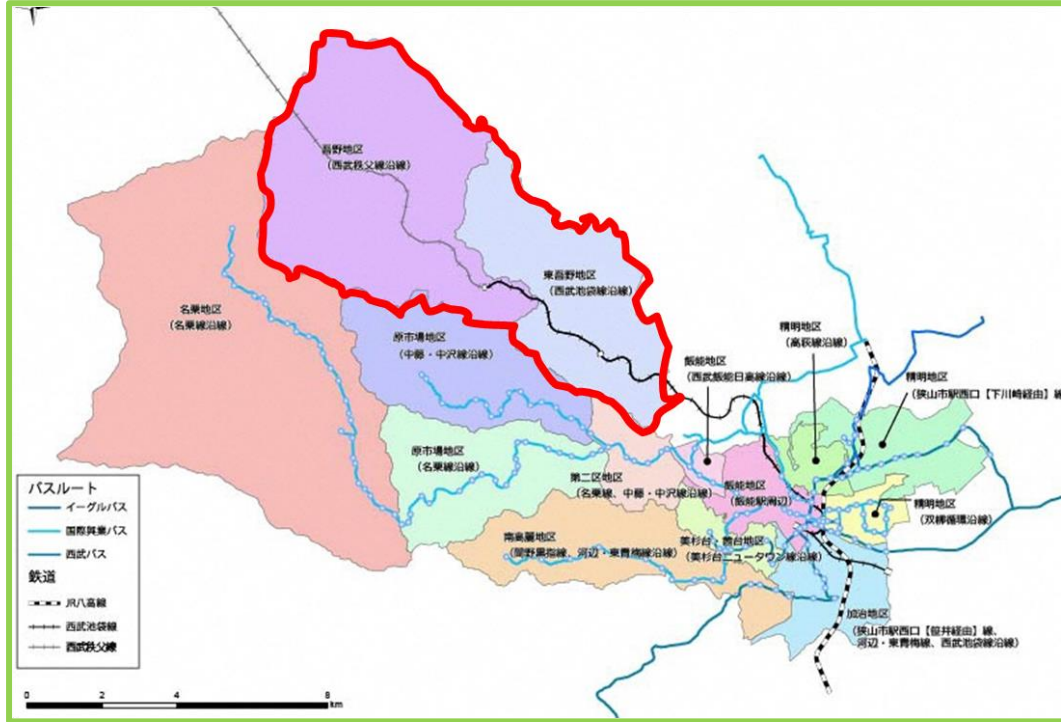 吾野地区
(西武秩父線沿線)
東吾野地区
(西武池袋線沿線)
名栗地区
(名栗線沿線)
原市場地区
(中藤・中沢線沿線)
飯能地区
(西武飯能日高線沿線)
精明地区
(高萩線沿線)
精明地区
(狭山市駅西口【下川崎経由】線
原市場地区
(名栗線沿線)
第二区地区
(名栗線、中藤・中沢線沿線)
飯能地区
(飯能駅周辺)
精明地区
(双柳循環沿線)
南高麗地区
(間野黒指線、河辺・東青梅線沿線)
美杉台・茜台地区
(美杉台ニュータウン線沿線)
加治地区
(狭山市駅西口【笹井経由】線、
河辺・東青梅線、西武池袋線沿線)
バスルート
イーグルバス
国際興業バス
西武バス
鉄道
JR八高線
西武池袋線
西武秩父線
0 2 4 8
km